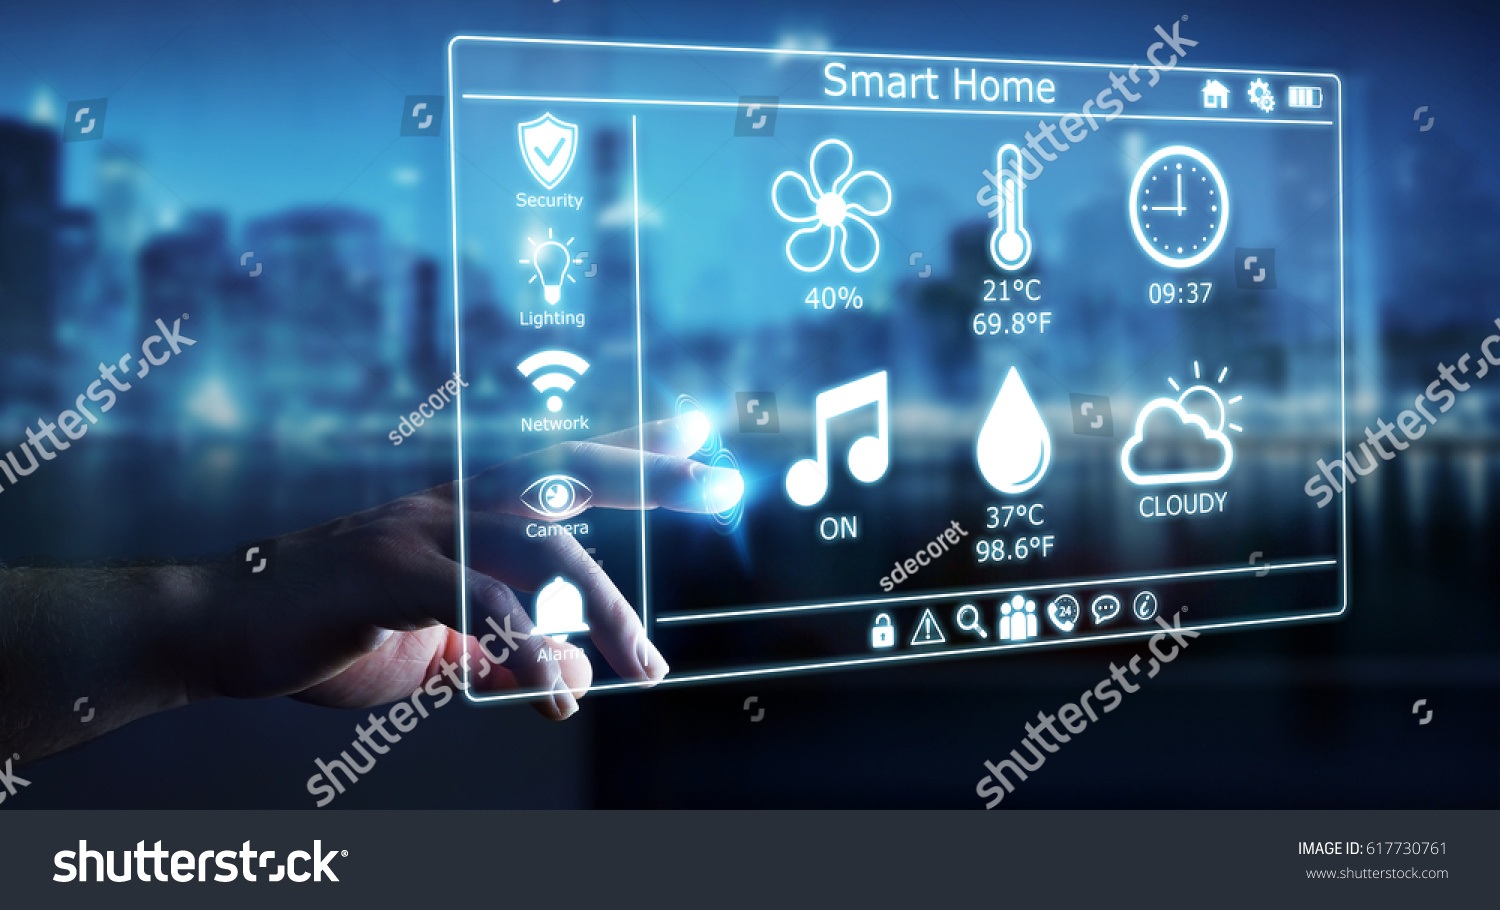 Smart Home
Security
Lighting
Network
Camera
Alarm
40%
21°C
69.8°F
09:37
ON
37°C
98.6°F
CLOUDY
24
i
shutterstock
shutterstock
shutterstock
shutterstock
shutterstock
sdecoret
sdecoret
shutterstock
IMAGE ID: 617730761
www.shutterstock.com